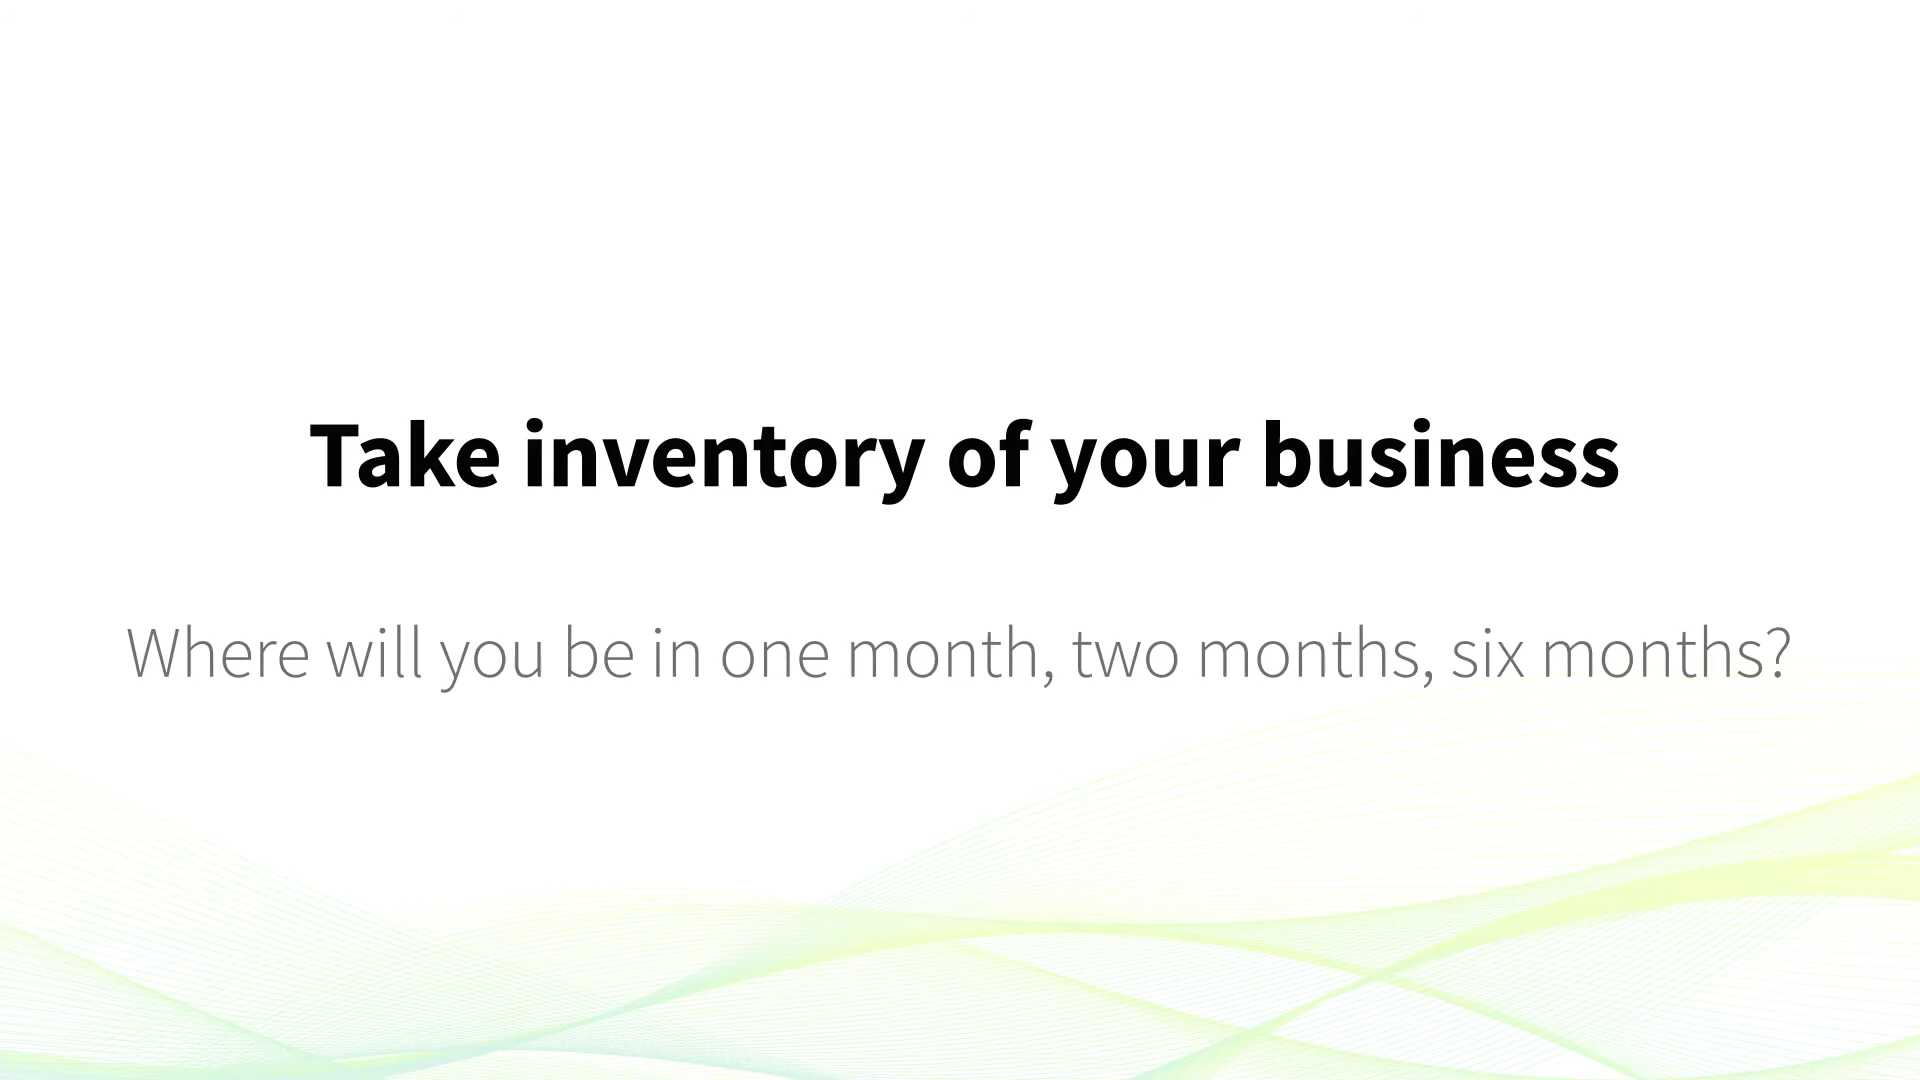 Take inventory of your business
Where will you be in one month, two months, six months?